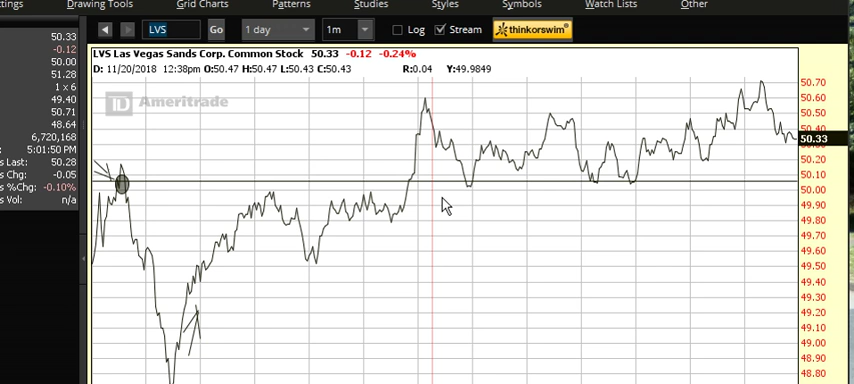 ttings Drawing Tools Grid Charts Patterns Studies Styles Symbols Watch Lists Other
LVS Go 1 day 1m Log Stream thinkorswim
LVS Las Vegas Sands Corp. Common Stock 50.33 -0.12 -0.24%
D: 11/20/2018 12:38pm O:50.47 H:50.47 L:50.43 C:50.43 R:0.04 Y:49.9849
TD Ameritrade
50.33
-0.12
50.00
51.28
1 x 6
49.40
50.71
48.64
: 6,720,168
: 5:01:50 PM
s Last: 50.28
s Chg: -0.05
s %Chg: -0.10%
s Vol: n/a
50.70
50.60
50.50
50.40
50.33
50.20
50.10
50.00
49.90
49.80
49.70
49.60
49.50
49.40
49.30
49.20
49.10
49.00
48.90
48.80